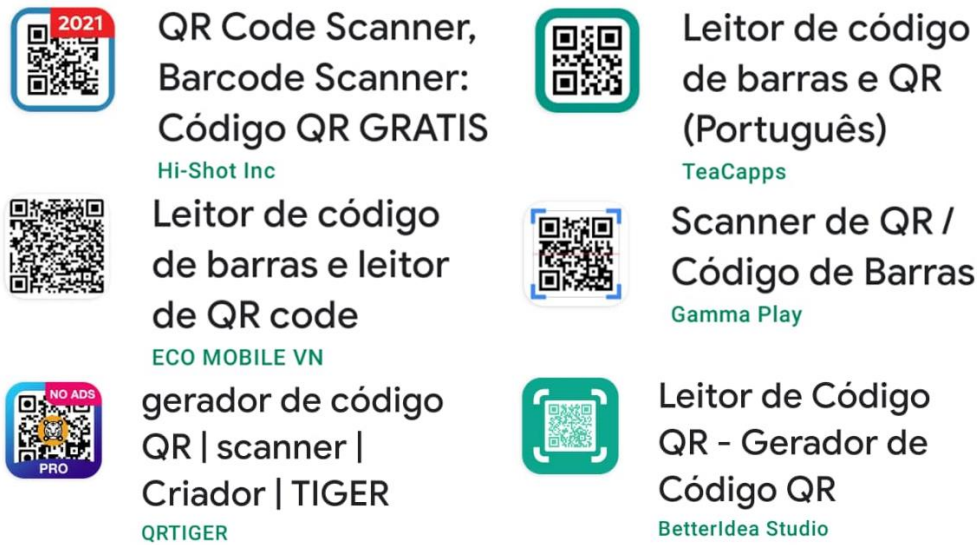 2021
QR Code Scanner,
Barcode Scanner:
Código QR GRATIS
Hi-Shot Inc
Leitor de código
de barras e QR
(Português)
TeaCapps
Leitor de código
de barras e leitor
de QR code
ECO MOBILE VN
Scanner de QR /
Código de Barras
Gamma Play
NO ADS
PRO
gerador de código
QR | scanner |
Criador | TIGER
QRTIGER
Leitor de Código
QR - Gerador de
Código QR
BetterIdea Studio